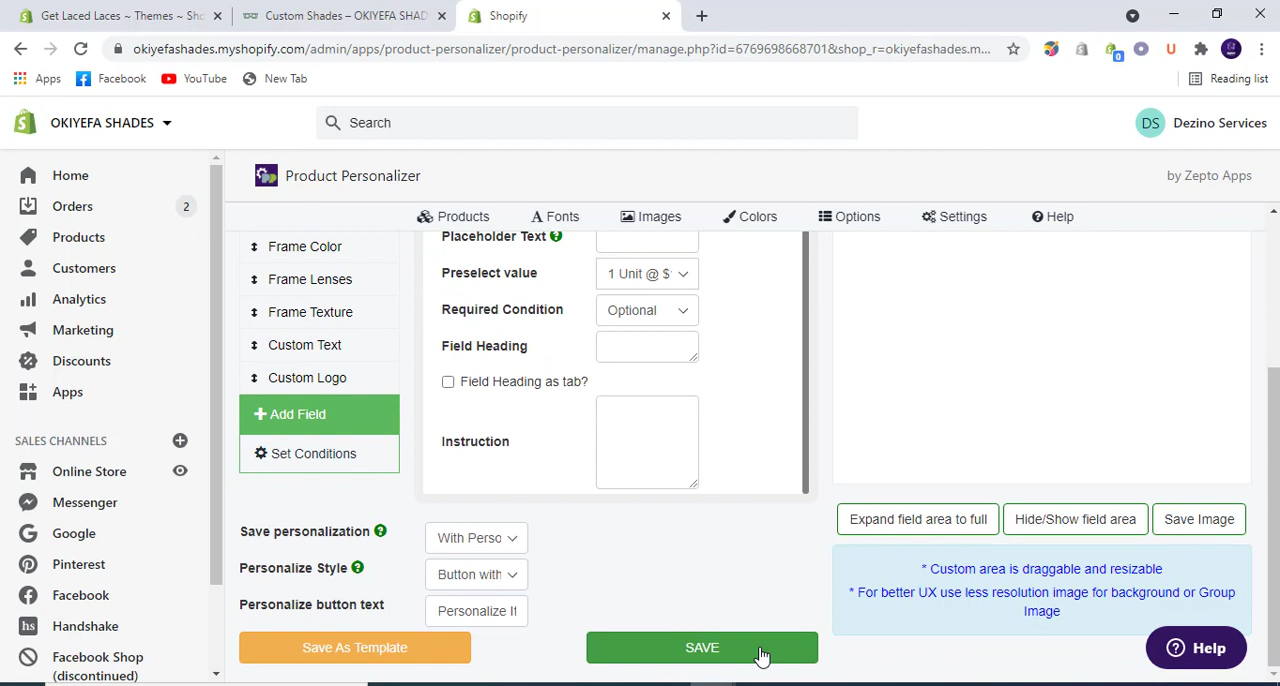 Get Laced Laces ~ Themes ~ Sho
Custom Shades – OKIYEFA SHAD
Shopify
okiyefashades.myshopify.com/admin/apps/product-personalizer/product-personalizer/manage.php?id=6769698668701&shop_r=okiyefashades.m...
0
U
Apps
Facebook
YouTube
New Tab
Reading list
OKIYEFA SHADES
Search
DS
Dezino Services
Home
Product Personalizer
by Zepto Apps
Orders
2
Products
Fonts
Images
Colors
Options
Settings
Help
Products
Customers
Analytics
Marketing
Discounts
Apps
SALES CHANNELS
Online Store
Messenger
Google
Pinterest
Facebook
hs
Handshake
Facebook Shop
(discontinued)
Frame Color
Frame Lenses
Frame Texture
Custom Text
Custom Logo
Add Field
Set Conditions
Placeholder Text
Preselect value
1 Unit @ $
Required Condition
Optional
Field Heading
Field Heading as tab?
Instruction
Save personalization
With Perso
Personalize Style
Button with
Personalize button text
Personalize It
Save As Template
SAVE
Expand field area to full
Hide/Show field area
Save Image
* Custom area is draggable and resizable
* For better UX use less resolution image for background or Group
Image
Help